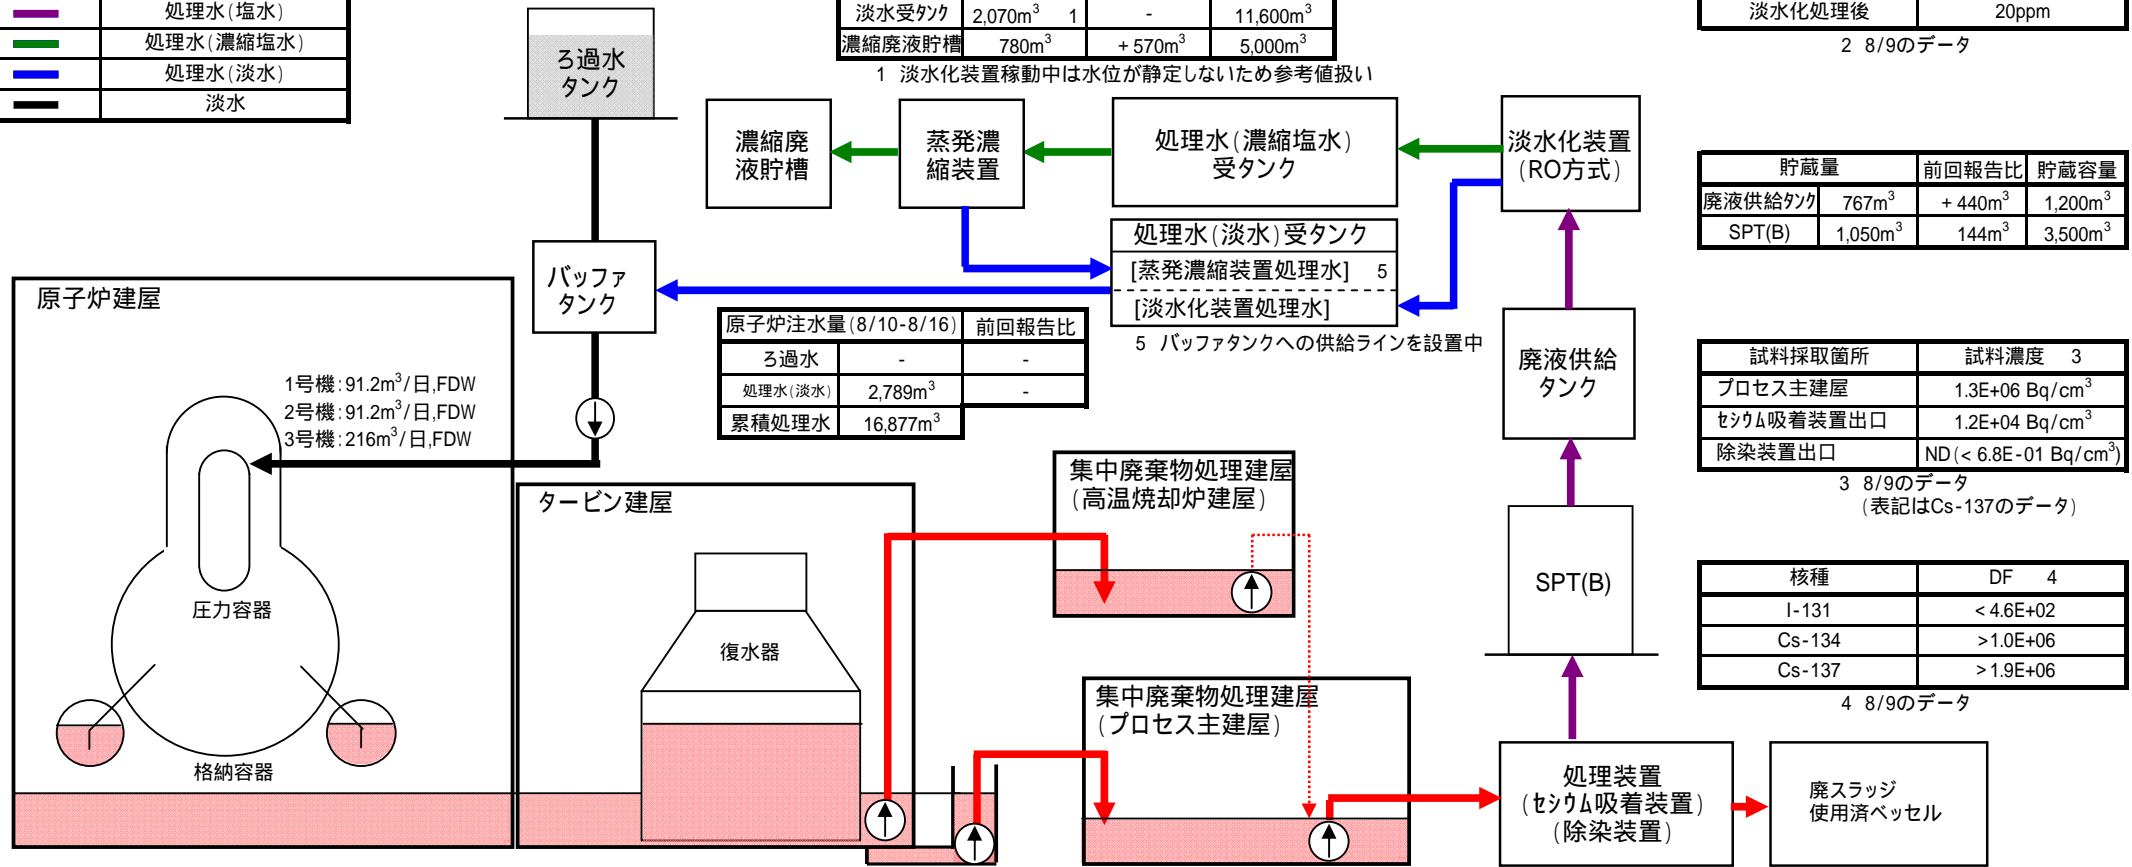 処理水(塩水)
処理水(濃縮塩水)
処理水(淡水)
淡水
ろ過水
タンク
淡水受タンク 2,070m³ 1 - 11,600m³
濃縮廃液貯槽 780m³ +570m³ 5,000m³
1 淡水化装置稼動中は水位が静定しないため参考値扱い
淡水化処理後 20ppm
2 8/9のデータ
濃縮廃
液貯槽
蒸発濃
縮装置
処理水(濃縮塩水)
受タンク
淡水化装置
(RO方式)
貯蔵量 前回報告比 貯蔵容量
廃液供給タンク 767m³ +440m³ 1,200m³
SPT(B) 1,050m³ 144m³ 3,500m³
処理水(淡水)受タンク
[蒸発濃縮装置処理水] 5
[淡水化装置処理水]
5 バッファタンクへの供給ラインを設置中
バッファ
タンク
原子炉注水量(8/10-8/16) 前回報告比
ろ過水 - -
処理水(淡水) 2,789m³ -
累積処理水 16,877m³
廃液供給
タンク
試料採取箇所 試料濃度 3
プロセス主建屋 1.3E+06 Bq/cm³
セシウム吸着装置出口 1.2E+04 Bq/cm³
除染装置出口 ND(<6.8E-01 Bq/cm³)
3 8/9のデータ
(表記はCs-137のデータ)
原子炉建屋
1号機:91.2m³/日,FDW
2号機:91.2m³/日,FDW
3号機:216m³/日,FDW
圧力容器
格納容器
タービン建屋
復水器
集中廃棄物処理建屋
(高温焼却炉建屋)
集中廃棄物処理建屋
(プロセス主建屋)
SPT(B)
核種 DF 4
I-131 <4.6E+02
Cs-134 >1.0E+06
Cs-137 >1.9E+06
4 8/9のデータ
処理装置
(セシウム吸着装置)
(除染装置)
廃スラッジ
使用済ベッセル